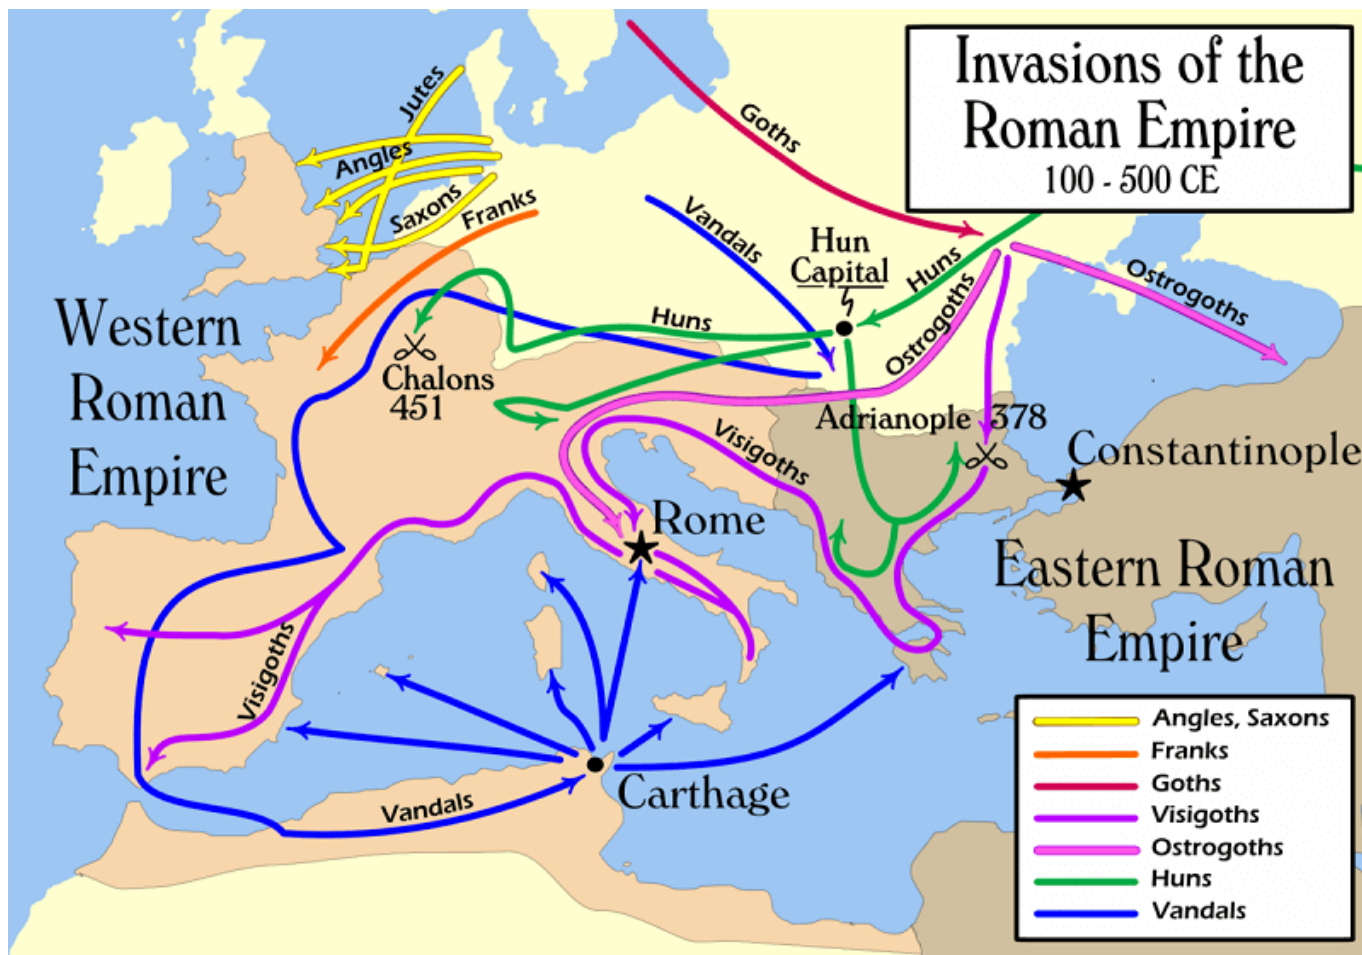 Invasions of the
Roman Empire
100 - 500 CE
Jutes
Angles
Saxons
Franks
Goths
Vandals
Hun
Capital
Huns
Ostrogoths
Ostrogoths
Huns
Western
Roman
Empire
Chalons
451
Adrianople 378
Visigoths
Constantinople
Rome
Eastern Roman
Empire
Visigoths
Carthage
Vandals
Angles, Saxons
Franks
Goths
Visigoths
Ostrogoths
Huns
Vandals